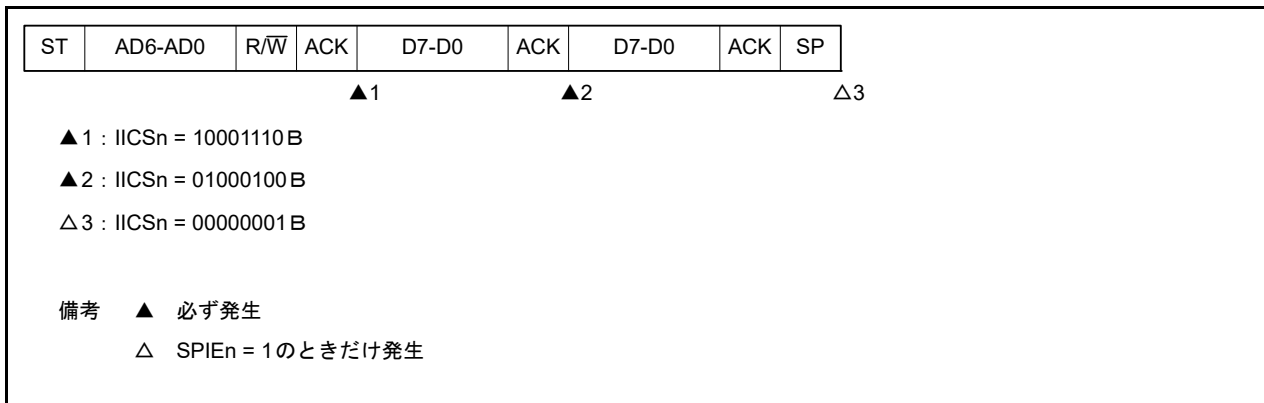 ST AD6-AD0 R/W̅ ACK D7-D0 ACK D7-D0 ACK SP
▲1 ▲2 △3
▲1：IICSn = 10001110B
▲2：IICSn = 01000100B
△3：IICSn = 00000001B
備考 ▲ 必ず発生
△ SPIEn = 1のときだけ発生